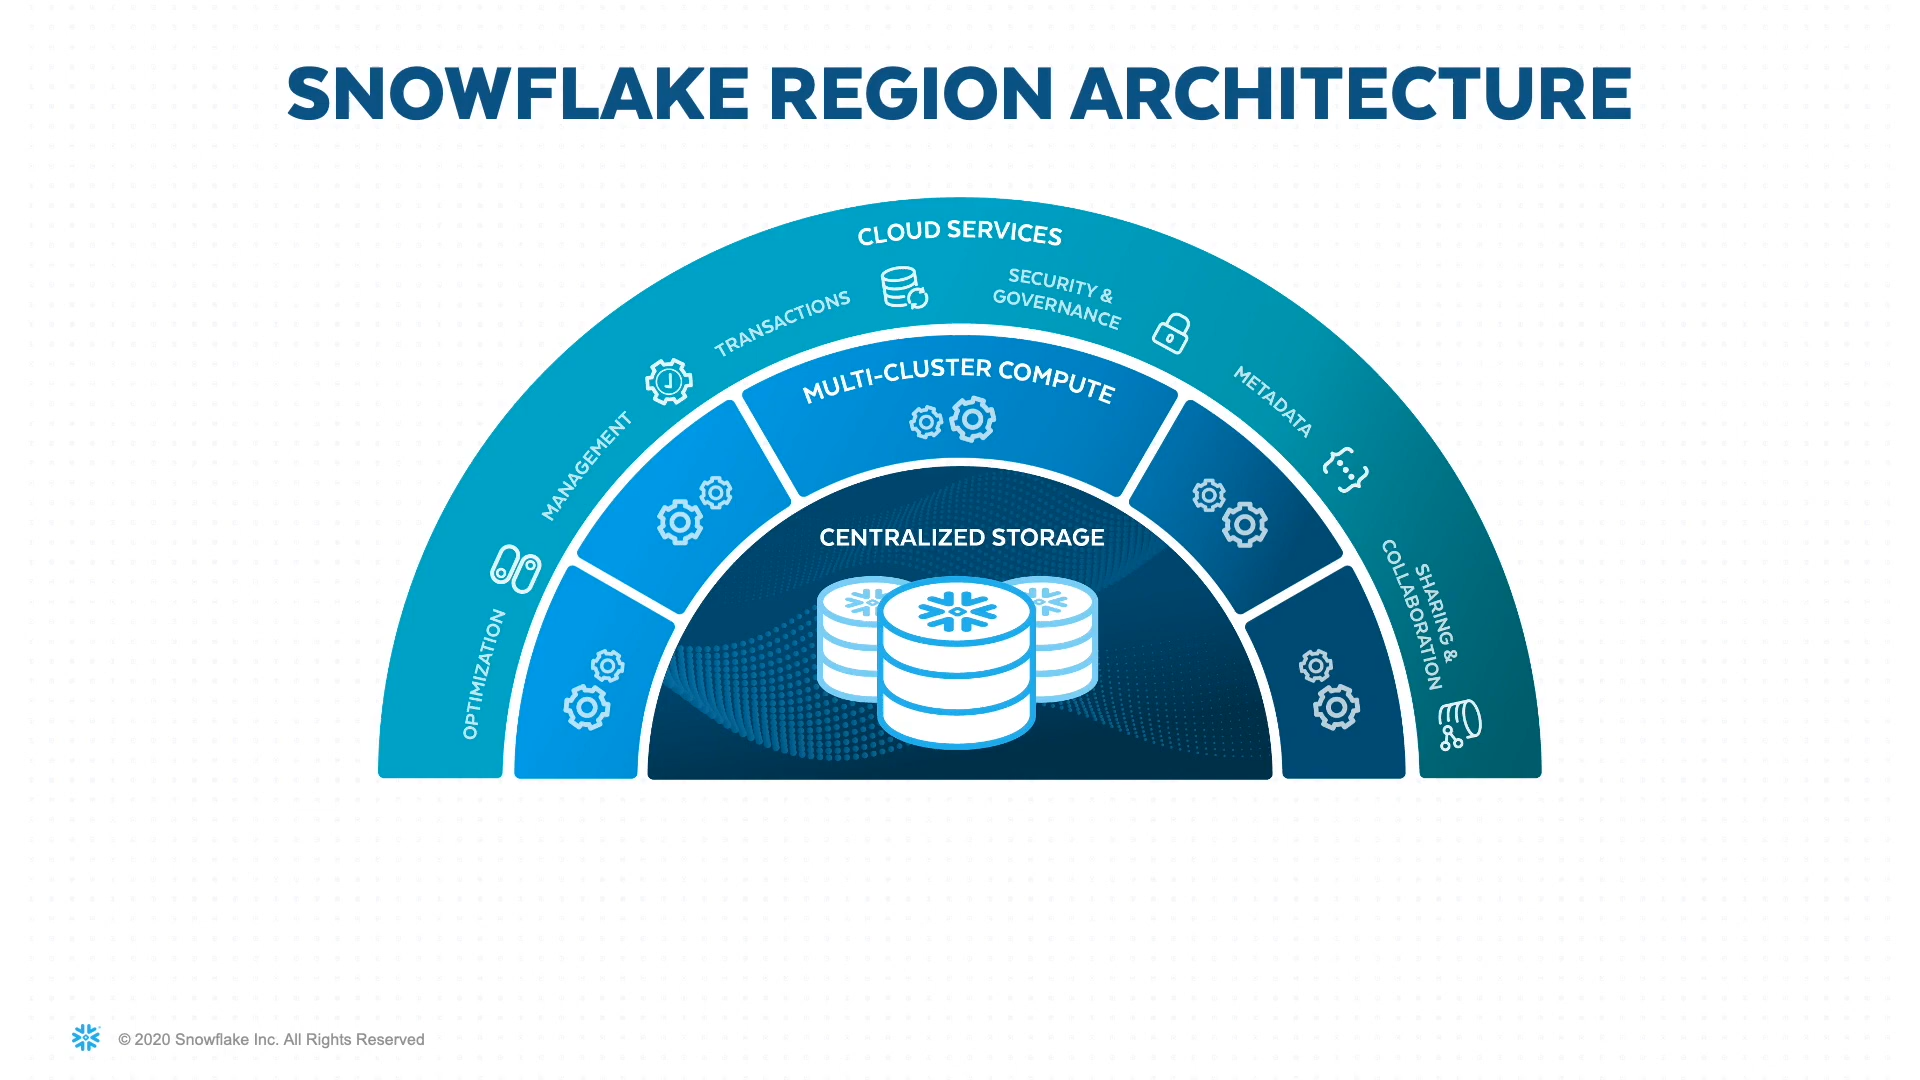 SNOWFLAKE REGION ARCHITECTURE
CLOUD SERVICES
OPTIMIZATION
MANAGEMENT
TRANSACTIONS
SECURITY &
GOVERNANCE
METADATA
SHARING &
COLLABORATION
MULTI-CLUSTER COMPUTE
CENTRALIZED STORAGE
© 2020 Snowflake Inc. All Rights Reserved